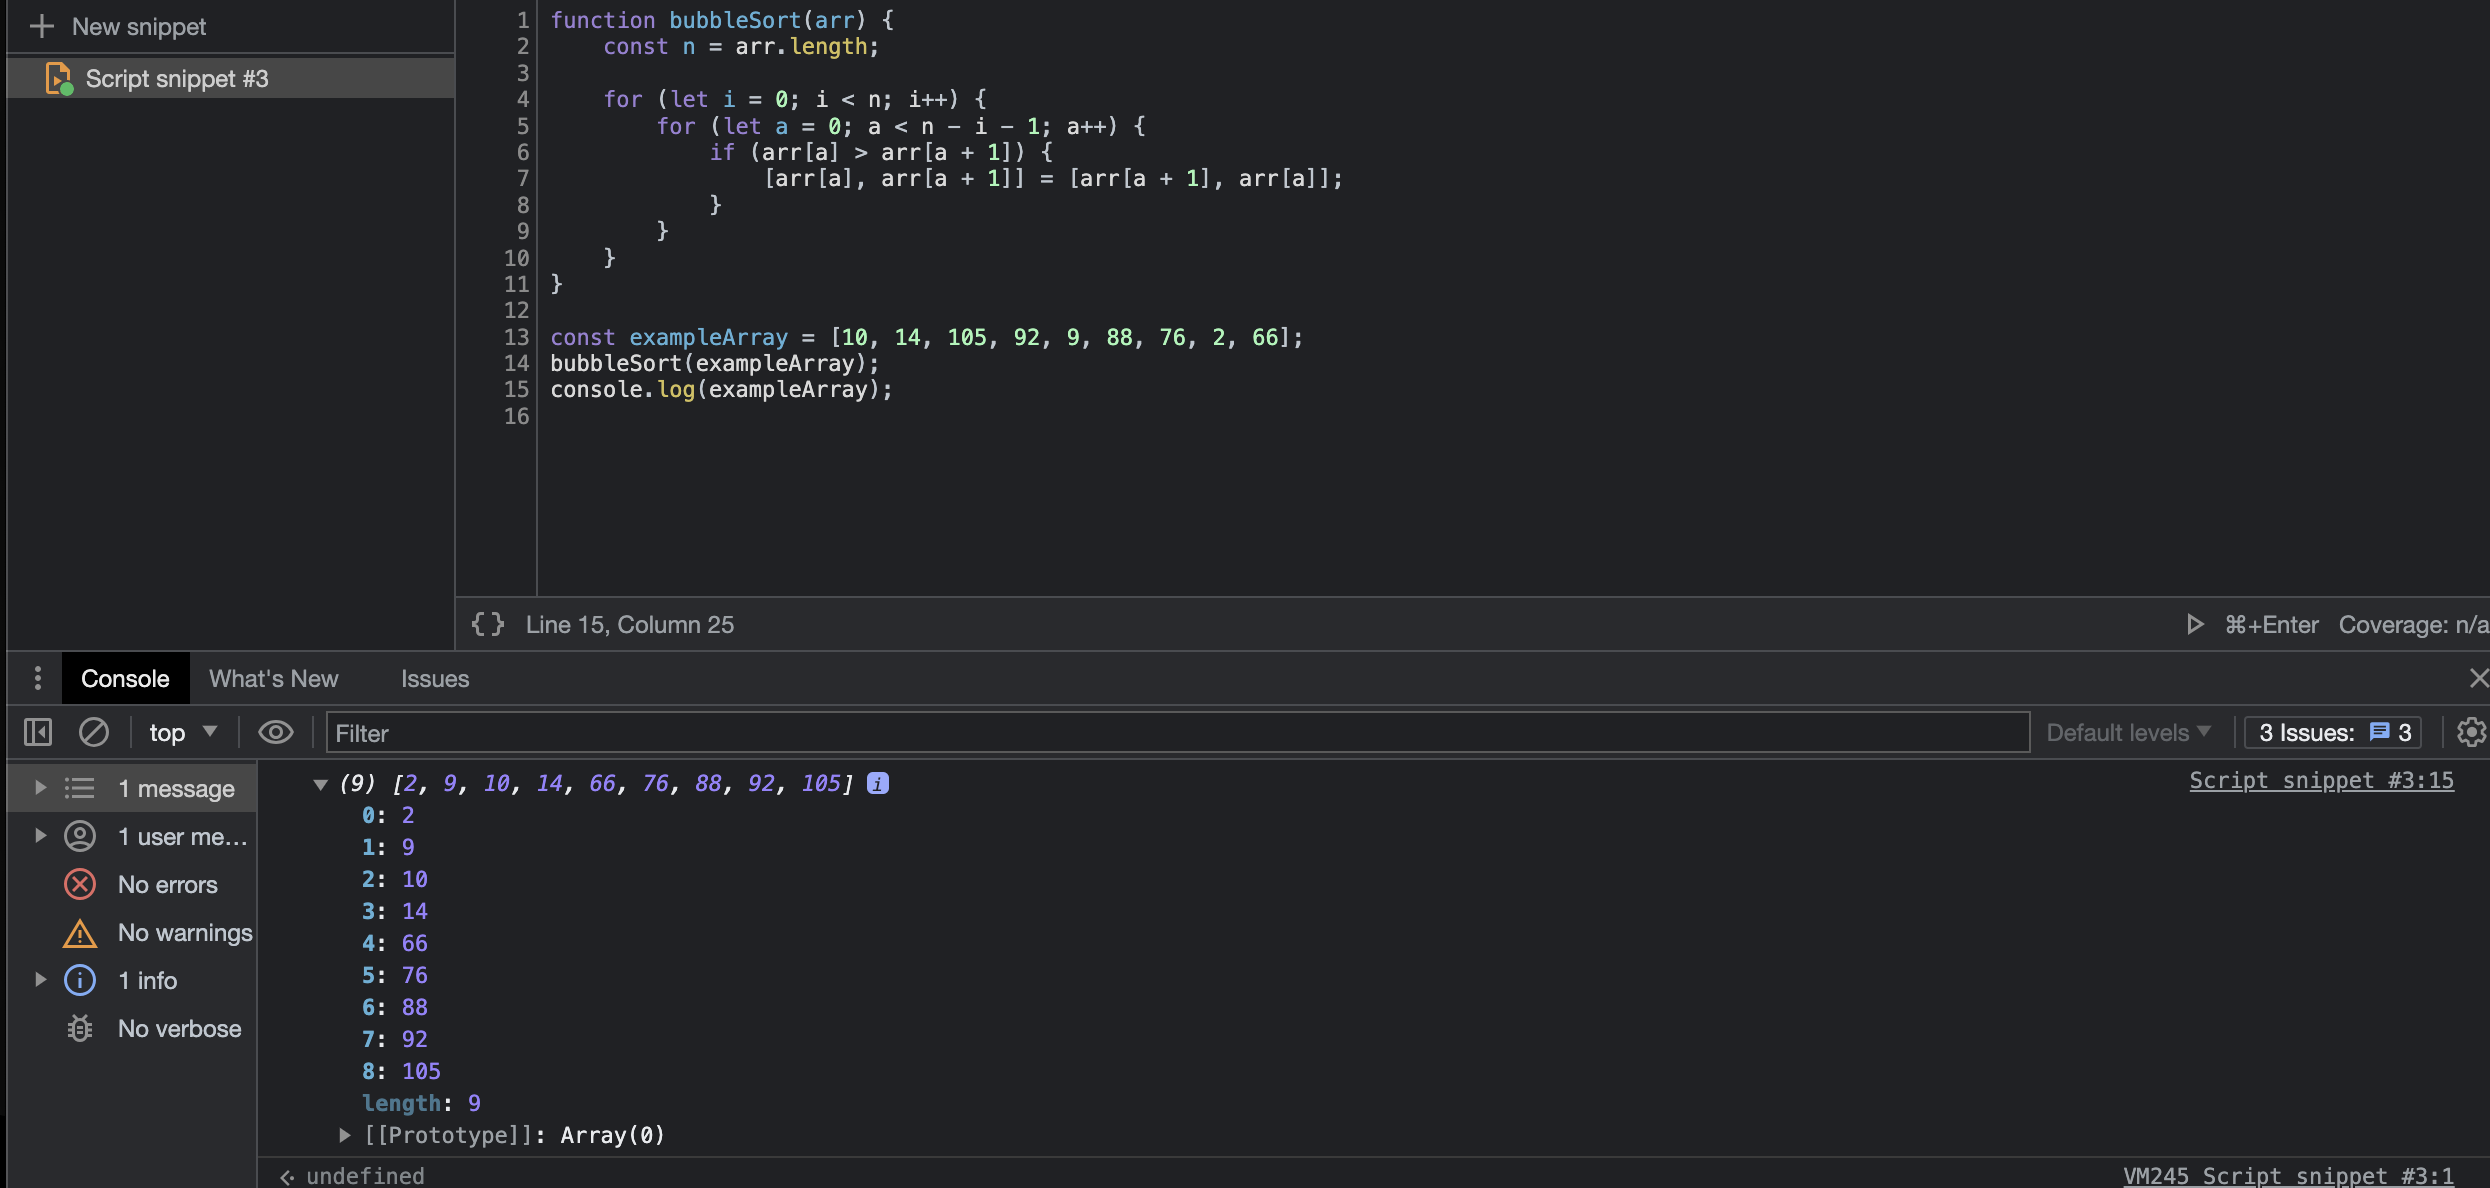 New snippet
Script snippet #3
1 function bubbleSort(arr) {
2     const n = arr.length;
3
4     for (let i = 0; i < n; i++) {
5         for (let a = 0; a < n - i - 1; a++) {
6             if (arr[a] > arr[a + 1]) {
7                 [arr[a], arr[a + 1]] = [arr[a + 1], arr[a]];
8             }
9         }
10     }
11 }
12
13 const exampleArray = [10, 14, 105, 92, 9, 88, 76, 2, 66];
14 bubbleSort(exampleArray);
15 console.log(exampleArray);
16
{} Line 15, Column 25 ⌘+Enter Coverage: n/a
Console What's New Issues
top Filter Default levels 3 Issues: 3
1 message
1 user me...
No errors
No warnings
1 info
No verbose
(9) [2, 9, 10, 14, 66, 76, 88, 92, 105] i Script snippet #3:15
0: 2
1: 9
2: 10
3: 14
4: 66
5: 76
6: 88
7: 92
8: 105
length: 9
[[Prototype]]: Array(0)
undefined VM245 Script snippet #3:1